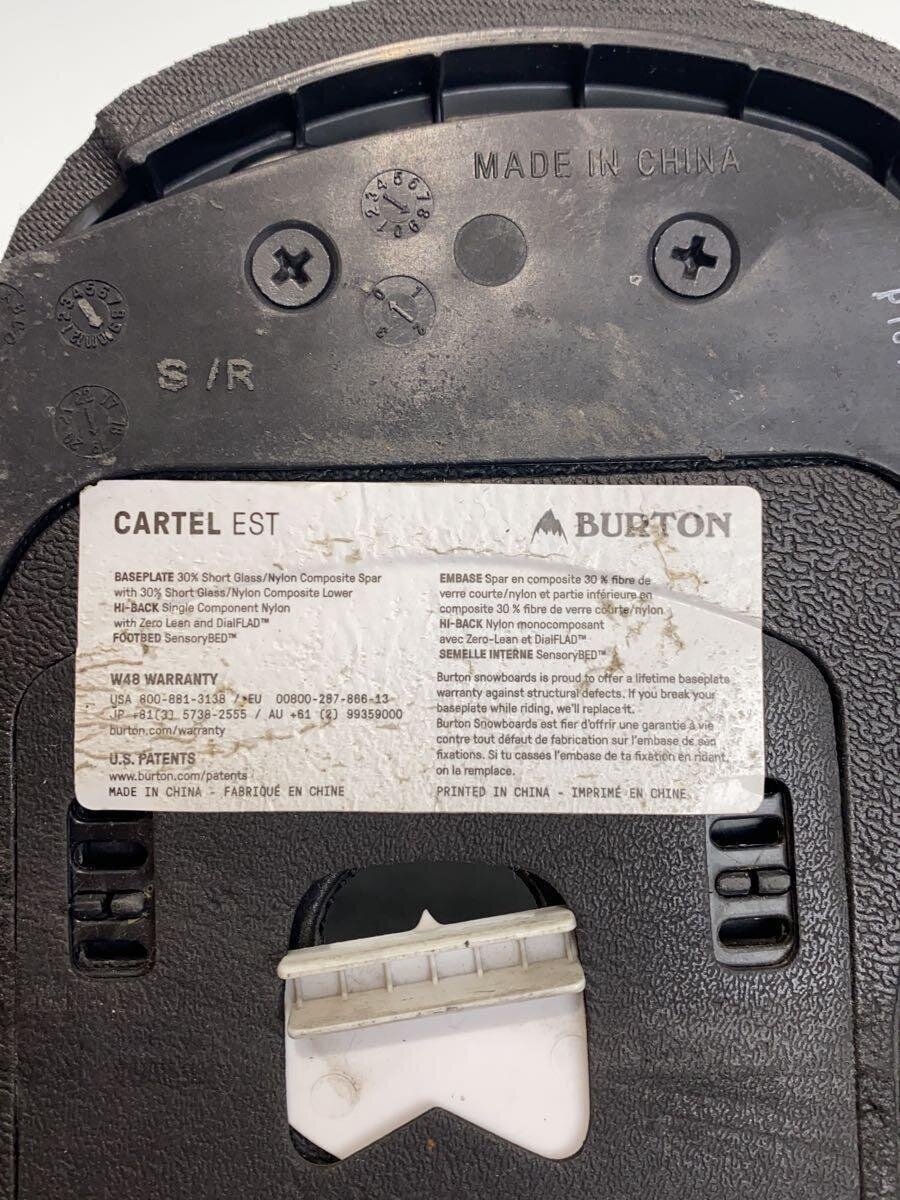 MADE IN CHINA
S /R
CARTEL EST
BURTON
BASEPLATE 30% Short Glass/Nylon Composite Spar
with 30% Short Glass/Nylon Composite Lower
HI-BACK Single Component Nylon
with Zero Lean and DialFLAD™
FOOTBED SensoryBED™
W48 WARRANTY
USA 800-881-3138 / EU 00800-287-866-13
JP +81(3) 5738-2555 / AU +61 (2) 99359000
burton.com/warranty
U.S. PATENTS
www.burton.com/patents
MADE IN CHINA - FABRIQUÉ EN CHINE
EMBASE Spar en composite 30 % fibre de
verre courte/nylon et partie inférieure en
composite 30 % fibre de verre courte/nylon
HI-BACK Nylon monocomposant
avec Zero-Lean et DialFLAD™
SEMELLE INTERNE SensoryBED™
Burton snowboards is proud to offer a lifetime baseplate
warranty against structural defects. If you break your
baseplate while riding, we'll replace it.
Burton Snowboards est fier d'offrir une garantie à vie
contre tout défaut de fabrication sur l'embase de ses
fixations. Si tu casses l'embase de ta fixation en ridant,
on la remplace.
PRINTED IN CHINA - IMPRIMÉ EN CHINE